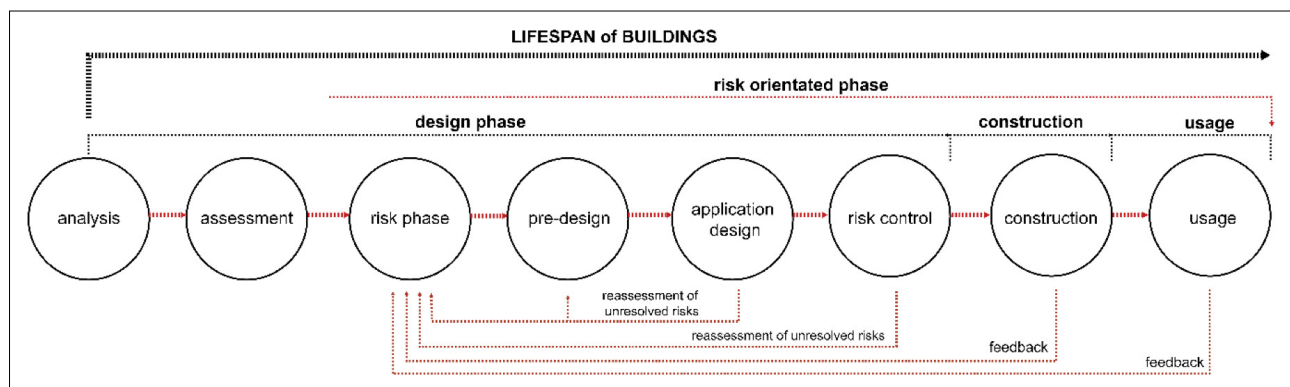 LIFESPAN of BUILDINGS
risk orientated phase
design phase
construction
usage
analysis
assessment
risk phase
pre-design
application
design
risk control
construction
usage
reassessment of
unresolved risks
reassessment of unresolved risks
feedback
feedback